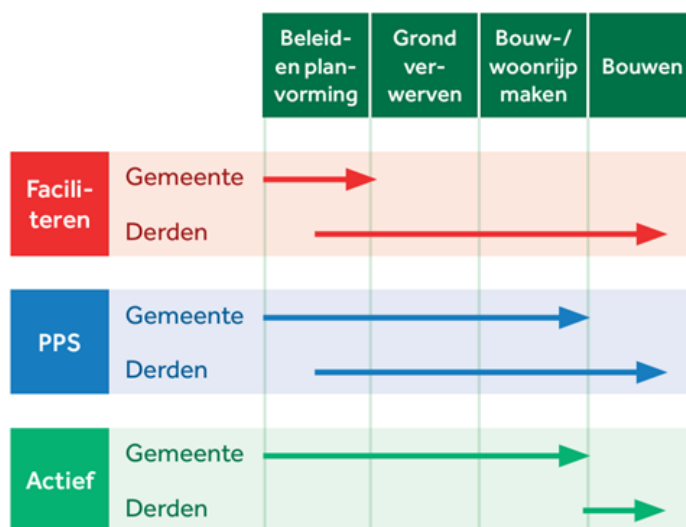 Beleid-
en plan-
vorming
Grond
ver-
werven
Bouw-/
woonrijp
maken
Bouwen
Facili-
teren
Gemeente
Derden
PPS
Gemeente
Derden
Actief
Gemeente
Derden